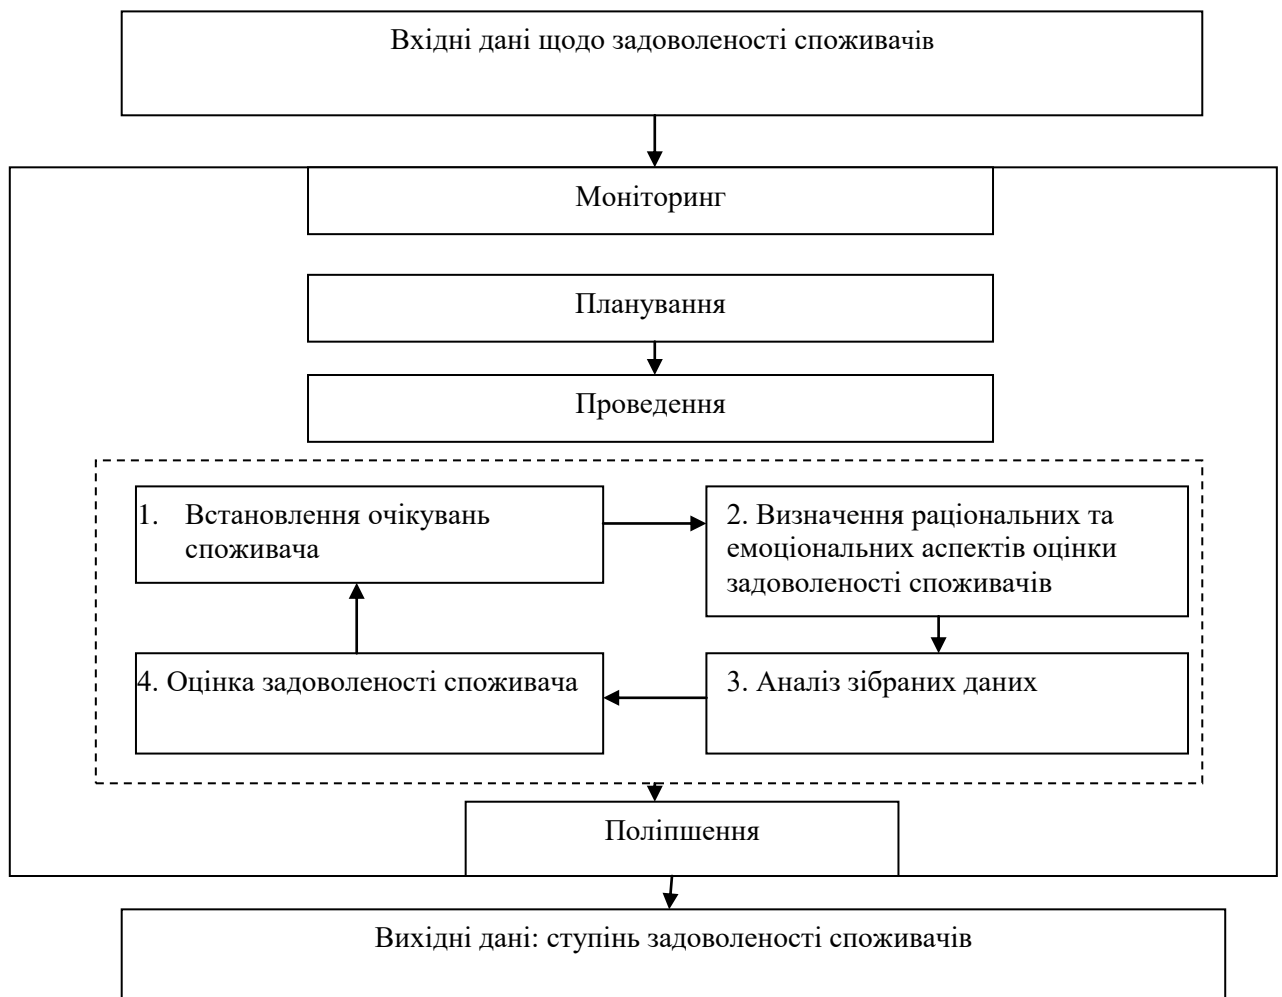 Вхідні дані щодо задоволеності споживачів
Моніторинг
Планування
Проведення
1. Встановлення очікувань
споживача
2. Визначення раціональних та
емоціональних аспектів оцінки
задоволеності споживачів
4. Оцінка задоволеності споживача
3. Аналіз зібраних даних
Поліпшення
Вихідні дані: ступінь задоволеності споживачів